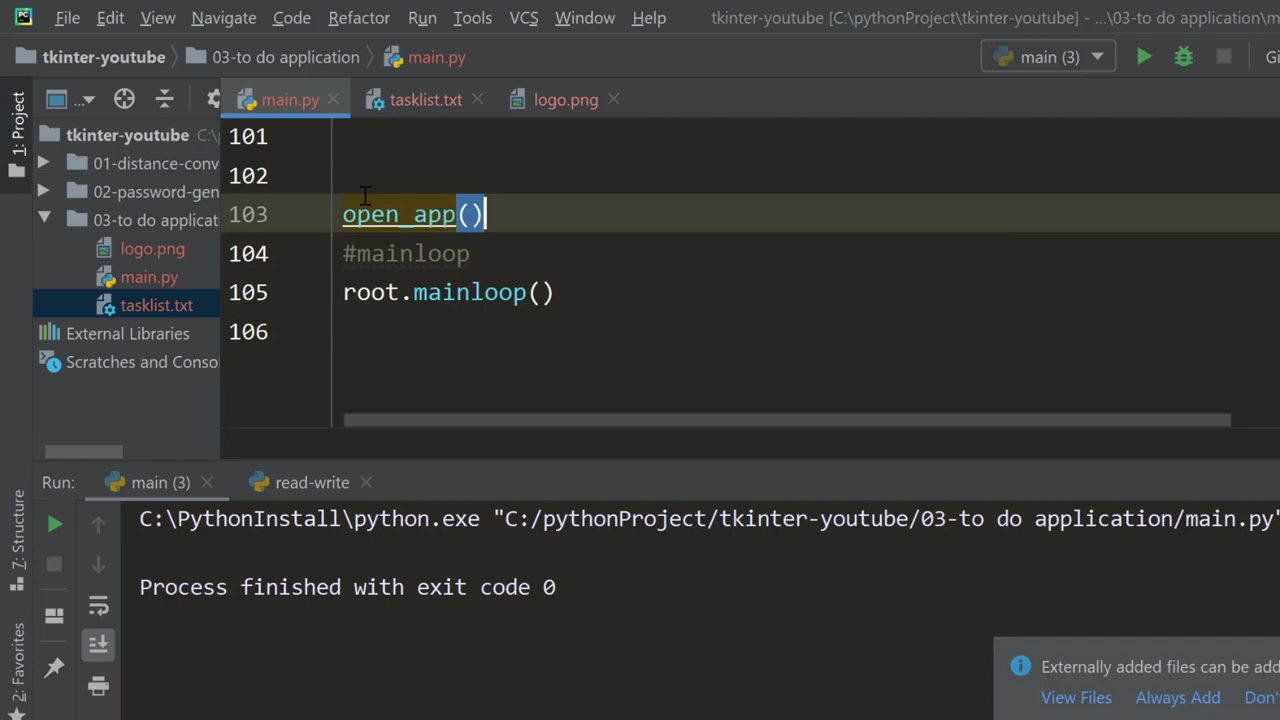 PC File Edit View Navigate Code Refactor Run Tools VCS Window Help tkinter-youtube [C:\pythonProject\tkinter-youtube] - ...\03-to do application\m
tkinter-youtube 03-to do application main.py main (3) Gi
... main.py tasklist.txt logo.png
1: Project
tkinter-youtube C:\
01-distance-conv
02-password-gen
03-to do applicat
logo.png
main.py
tasklist.txt
External Libraries
Scratches and Conso
101
102
103 open_app()
104 #mainloop
105 root.mainloop()
106
Run: main (3) read-write
C:\PythonInstall\python.exe "C:/pythonProject/tkinter-youtube/03-to do application/main.py"
Process finished with exit code 0
7: Structure
2: Favorites
Externally added files can be add
View Files Always Add Don'